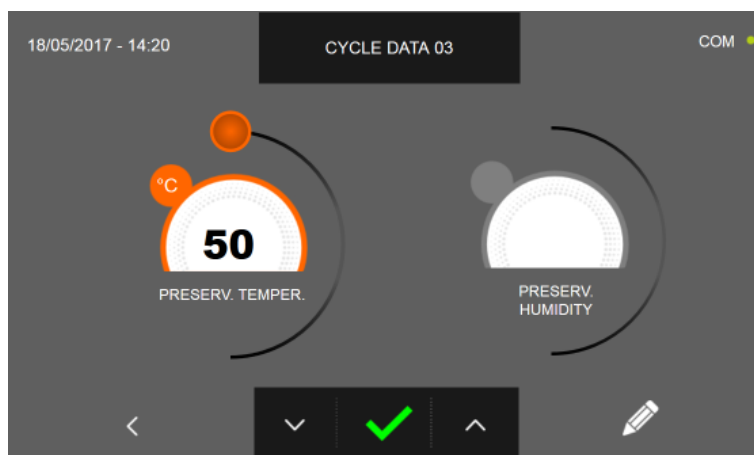 18/05/2017 - 14:20
CYCLE DATA 03
COM
°C
50
PRESERV. TEMPER.
PRESERV.
HUMIDITY